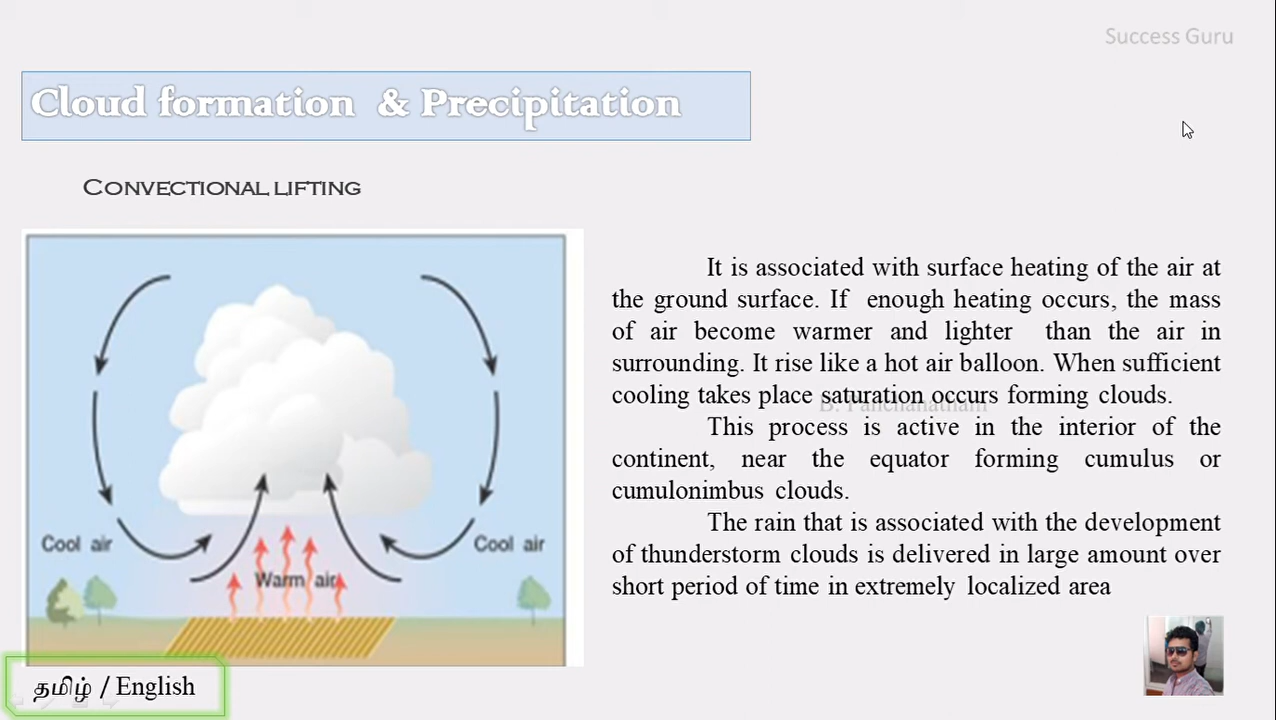 Success Guru
Cloud formation & Precipitation
CONVECTIONAL LIFTING
It is associated with surface heating of the air at
the ground surface. If enough heating occurs, the mass
of air become warmer and lighter than the air in
surrounding. It rise like a hot air balloon. When sufficient
cooling takes place saturation occurs forming clouds.
B. Panchanatham
This process is active in the interior of the
continent, near the equator forming cumulus or
cumulonimbus clouds.
The rain that is associated with the development
of thunderstorm clouds is delivered in large amount over
short period of time in extremely localized area
Cool air
Warm air
Cool air
தமிழ் / English